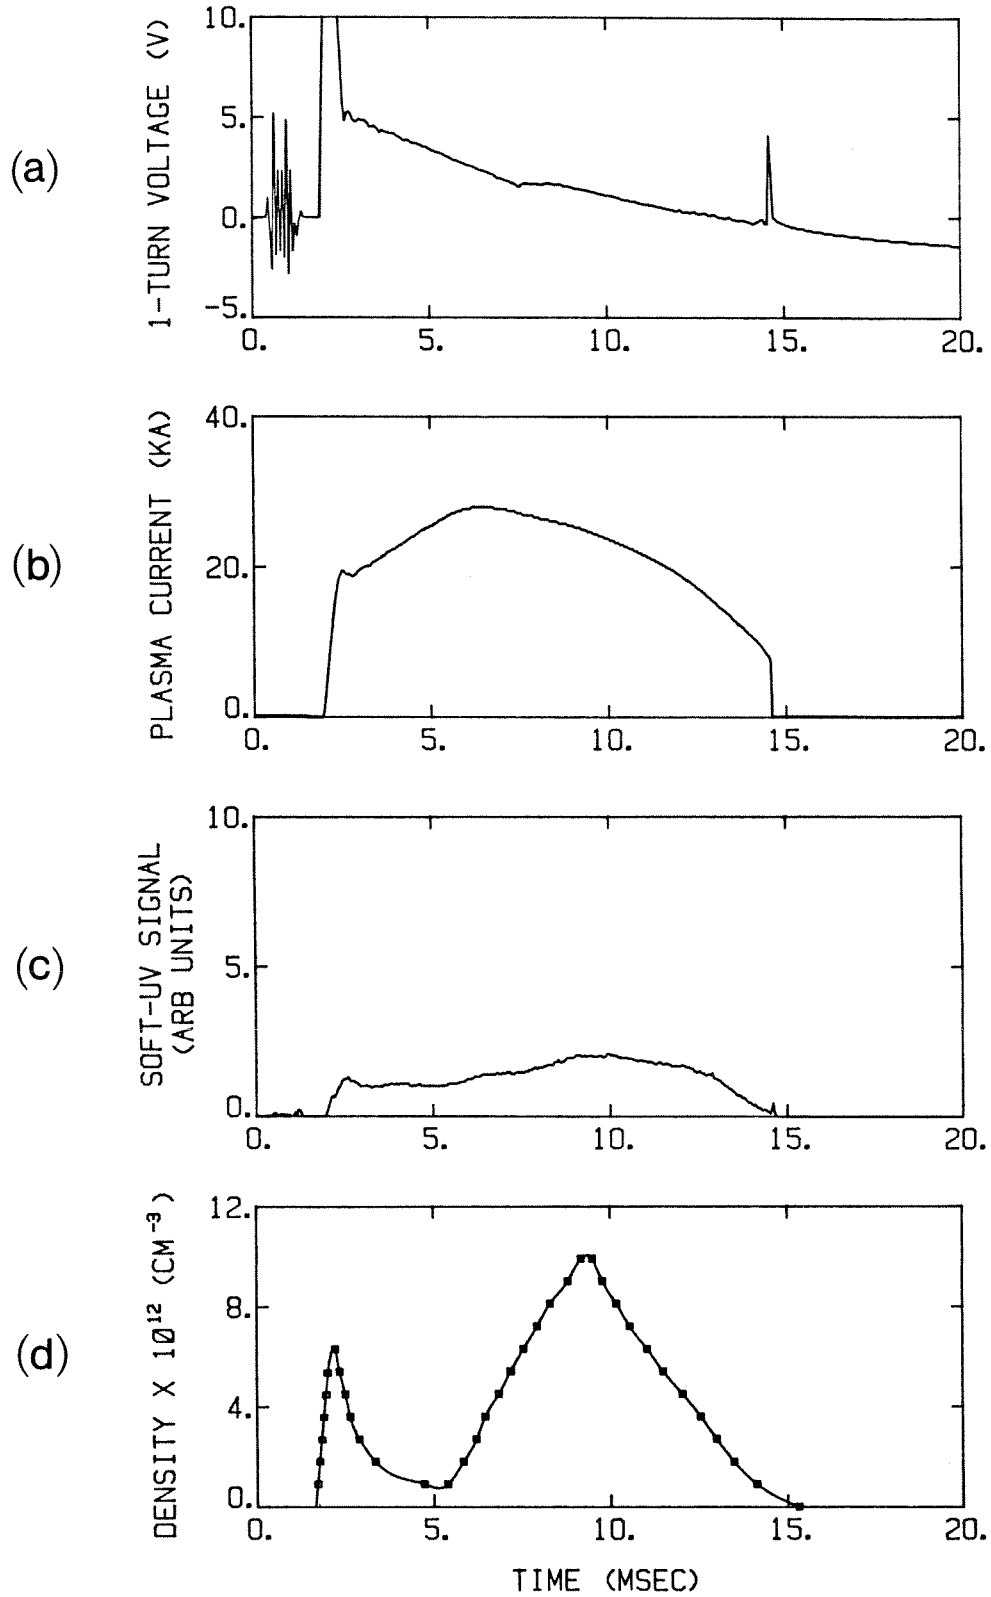 (a)
1-TURN VOLTAGE (V)
10.
5.
0.
-5.
0. 5. 10. 15. 20.
(b)
PLASMA CURRENT (KA)
40.
20.
0.
0. 5. 10. 15. 20.
(c)
SOFT-UV SIGNAL
(ARB UNITS)
10.
5.
0.
0. 5. 10. 15. 20.
(d)
DENSITY X 10¹² (CM⁻³)
12.
8.
4.
0.
0. 5. 10. 15. 20.
TIME (MSEC)